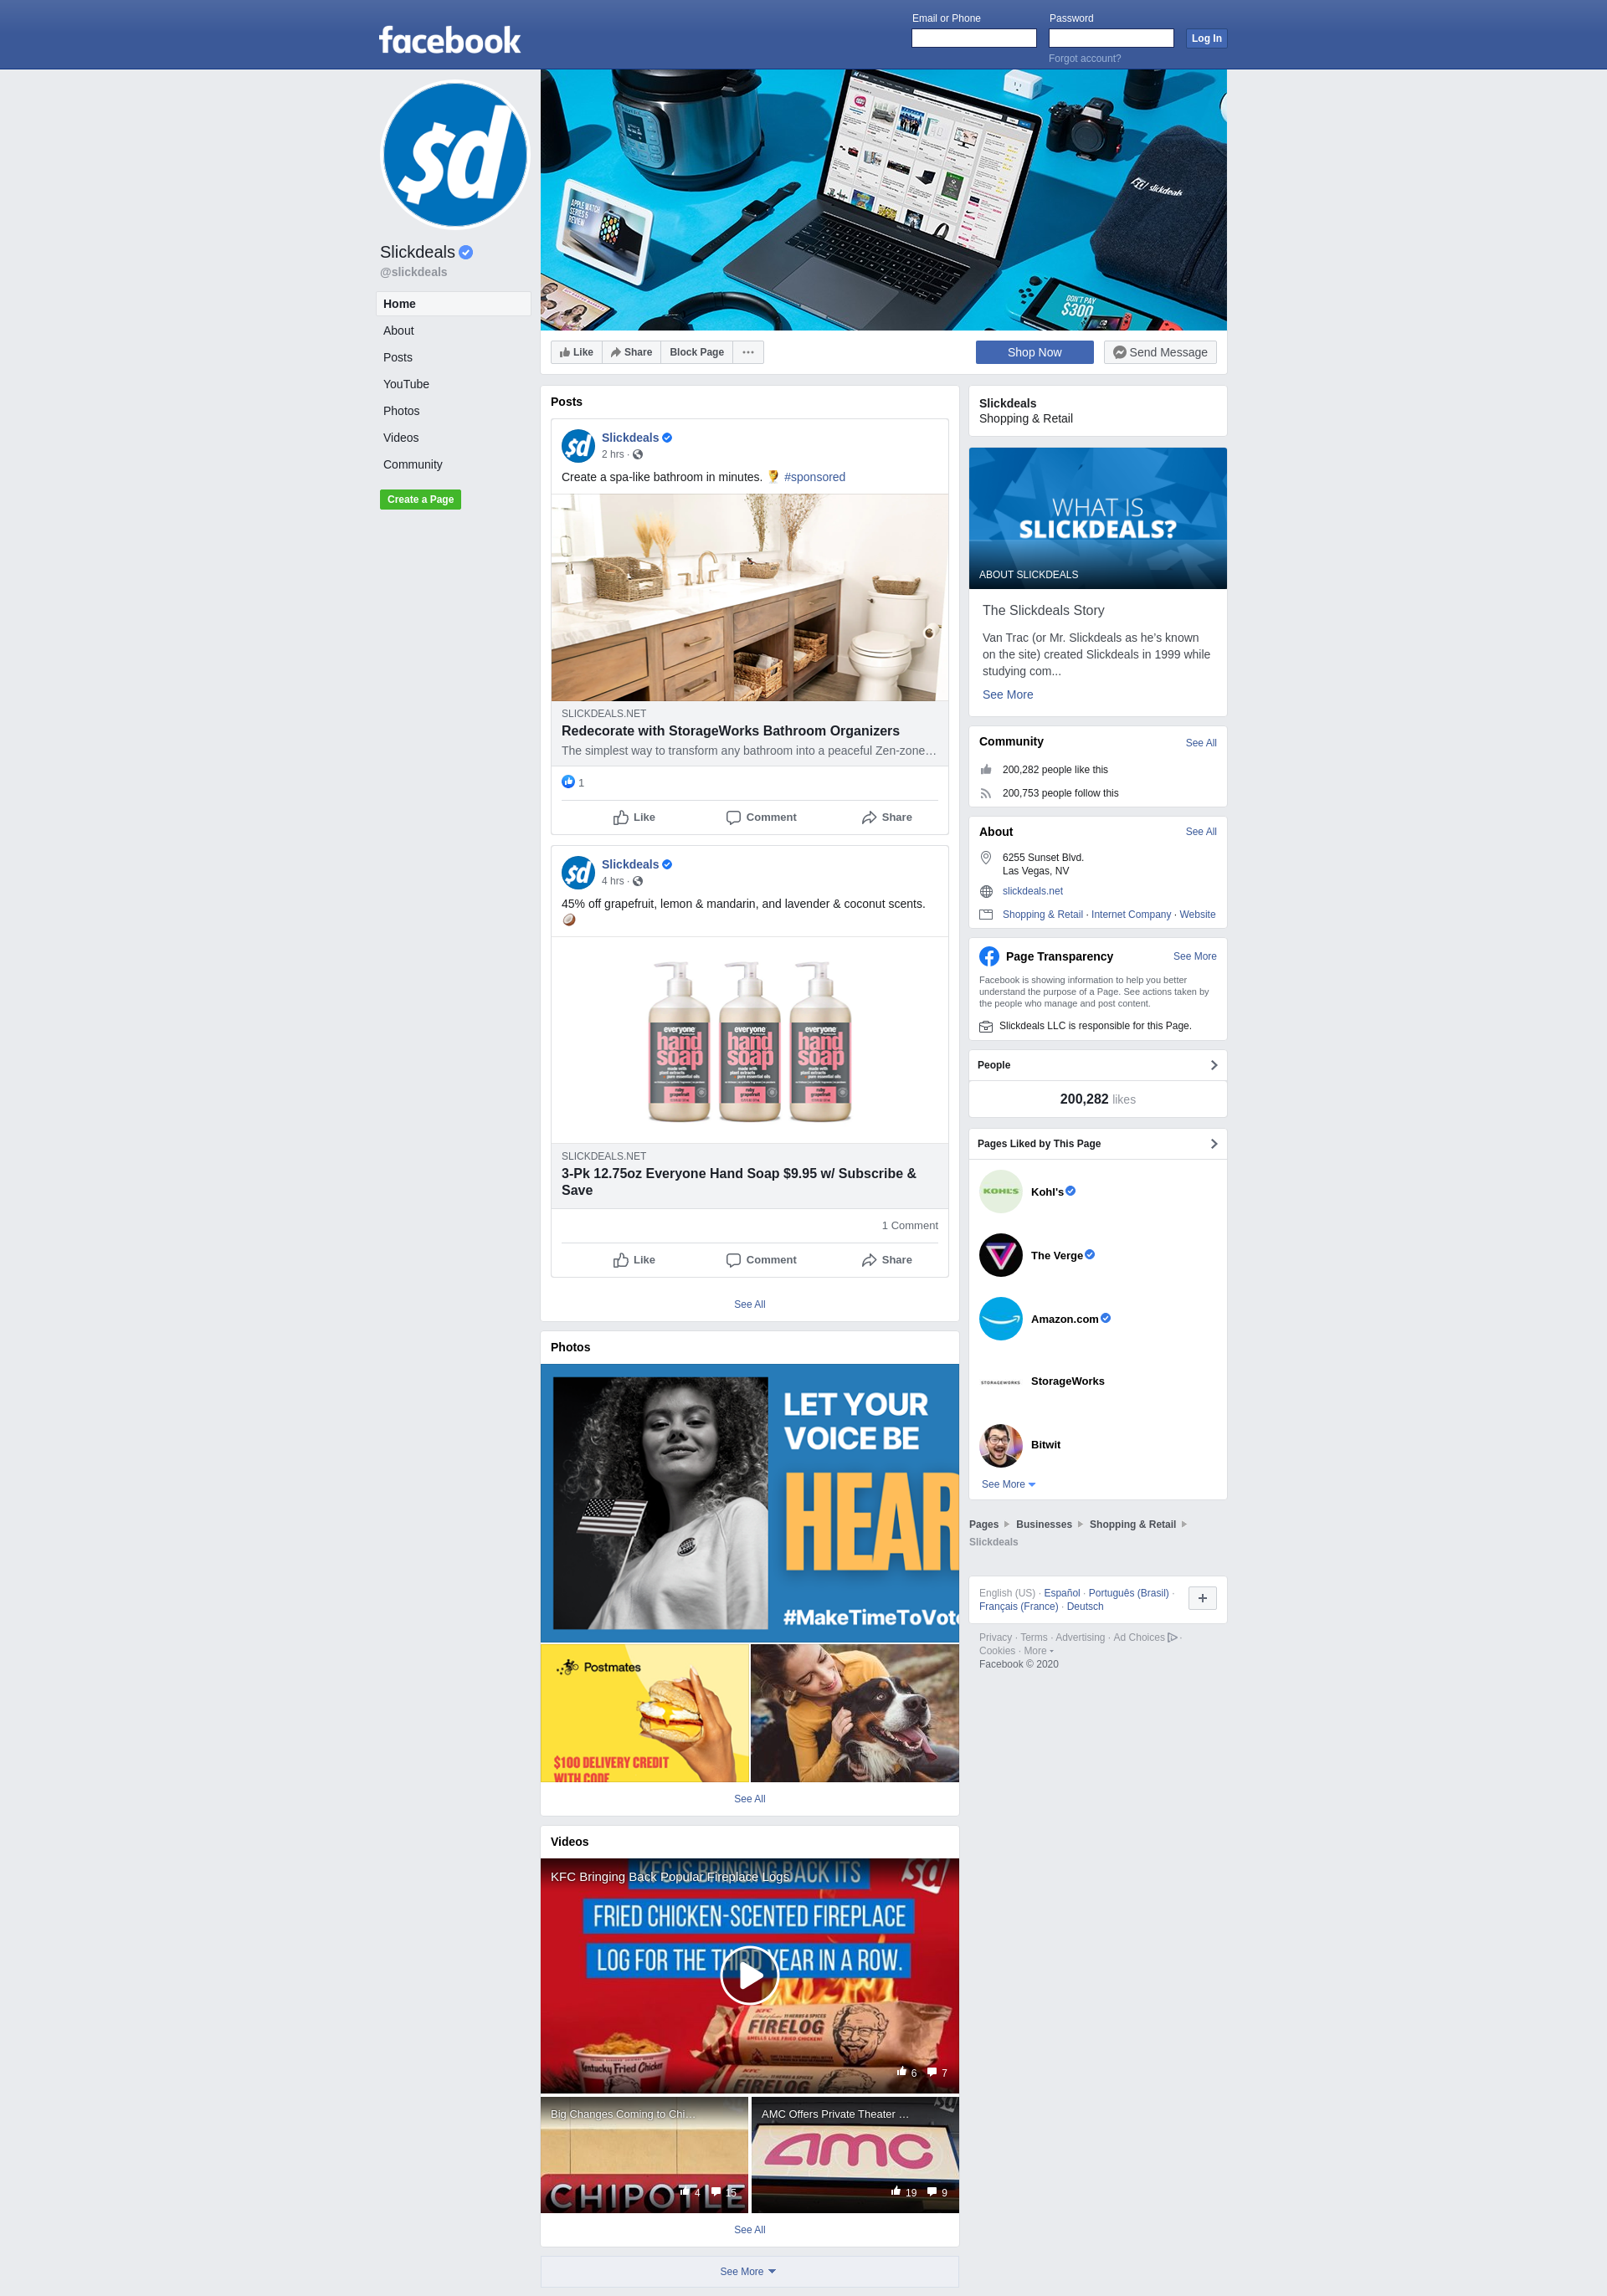 facebook
Email or Phone
Password
Log In
Forgot account?
$d
Slickdeals
@slickdeals
Home
About
Posts
YouTube
Photos
Videos
Community
Create a Page
APPLE WATCH
SERIES 5
REVIEW
slickdeals
DON'T PAY
$300
Like
Share
Block Page
Shop Now
Send Message
Posts
Slickdeals
2 hrs ·
Create a spa-like bathroom in minutes. #sponsored
SLICKDEALS.NET
Redecorate with StorageWorks Bathroom Organizers
The simplest way to transform any bathroom into a peaceful Zen-zone…
1
Like
Comment
Share
Slickdeals
4 hrs ·
45% off grapefruit, lemon & mandarin, and lavender & coconut scents.
everyone everyone everyone
hand hand hand
soap soap soap
SLICKDEALS.NET
3-Pk 12.75oz Everyone Hand Soap $9.95 w/ Subscribe &
Save
1 Comment
Like
Comment
Share
See All
Photos
LET YOUR
VOICE BE
HEAR
#MakeTimeToVote
Postmates
$100 DELIVERY CREDIT
WITH CODE
See All
Videos
KFC Bringing Back Popular Fireplace Logs
KFC IS BRINGING BACK ITS
$d
FRIED CHICKEN-SCENTED FIREPLACE
LOG FOR THE THIRD YEAR IN A ROW.
KFC
11 HERBS & SPICES
FIRELOG
SMELLS LIKE FRIED CHICKEN!
Kentucky Fried Chicken
KFC
FIRELOG
6
7
Big Changes Coming to Chi…
CHIPOTLE
4
15
AMC Offers Private Theater …
amc
19
9
See All
See More
Slickdeals
Shopping & Retail
WHAT IS
SLICKDEALS?
ABOUT SLICKDEALS
The Slickdeals Story
Van Trac (or Mr. Slickdeals as he's known
on the site) created Slickdeals in 1999 while
studying com...
See More
Community
See All
200,282 people like this
200,753 people follow this
About
See All
6255 Sunset Blvd.
Las Vegas, NV
slickdeals.net
Shopping & Retail · Internet Company · Website
Page Transparency
See More
Facebook is showing information to help you better
understand the purpose of a Page. See actions taken by
the people who manage and post content.
Slickdeals LLC is responsible for this Page.
People
200,282 likes
Pages Liked by This Page
KOHL'S
Kohl's
The Verge
Amazon.com
STORAGEWORKS
StorageWorks
Bitwit
See More
Pages
Businesses
Shopping & Retail
Slickdeals
English (US) · Español · Português (Brasil) ·
Français (France) · Deutsch
Privacy · Terms · Advertising · Ad Choices ·
Cookies · More
Facebook © 2020